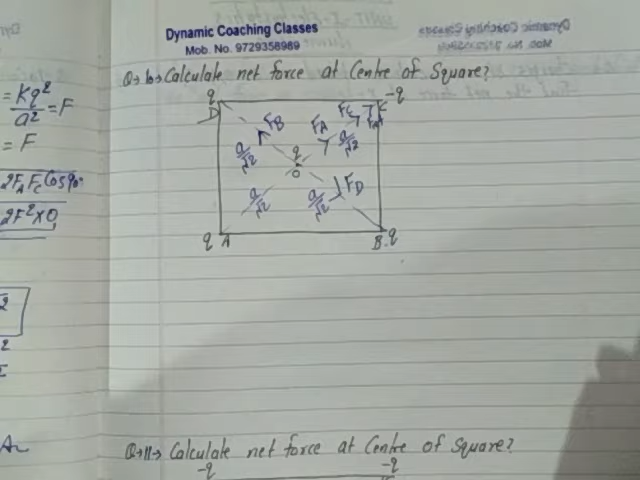 Dynamic Coaching Classes
Mob. No. 9729358989
Q→10→ Calculate net force at Centre of Square?
= Kq²/a² = F
= F
2FAFC Cos90°
2F²×0
q
-q
D
FB
FA
FC
a/√2
a/√2
q
O
a/√2
a/√2
FD
q A
B q
Q→11→ Calculate net force at Centre of Square?
-q
-q